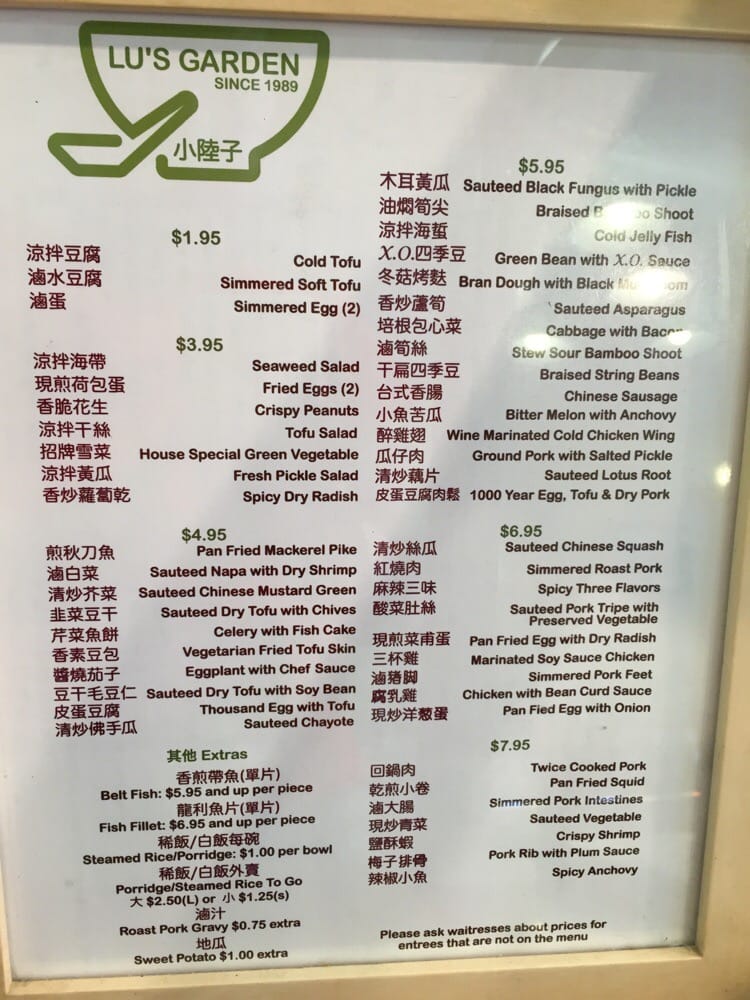 LU'S GARDEN
SINCE 1989
小陸子
$1.95
涼拌豆腐 Cold Tofu
滷水豆腐 Simmered Soft Tofu
滷蛋 Simmered Egg (2)
$3.95
涼拌海帶 Seaweed Salad
現煎荷包蛋 Fried Eggs (2)
香脆花生 Crispy Peanuts
涼拌干絲 Tofu Salad
招牌雪菜 House Special Green Vegetable
涼拌黃瓜 Fresh Pickle Salad
香炒蘿蔔乾 Spicy Dry Radish
$4.95
煎秋刀魚 Pan Fried Mackerel Pike
滷白菜 Sauteed Napa with Dry Shrimp
清炒芥菜 Sauteed Chinese Mustard Green
韭菜豆干 Sauteed Dry Tofu with Chives
芹菜魚餅 Celery with Fish Cake
香素豆包 Vegetarian Fried Tofu Skin
醬燒茄子 Eggplant with Chef Sauce
豆干毛豆仁 Sauteed Dry Tofu with Soy Bean
皮蛋豆腐 Thousand Egg with Tofu
清炒佛手瓜 Sauteed Chayote
其他 Extras
香煎帶魚(單片)
Belt Fish: $5.95 and up per piece
龍利魚片(單片)
Fish Fillet: $6.95 and up per piece
稀飯/白飯每碗
Steamed Rice/Porridge: $1.00 per bowl
稀飯/白飯外賣
Porridge/Steamed Rice To Go
大 $2.50(L) or 小 $1.25(s)
滷汁
Roast Pork Gravy $0.75 extra
地瓜
Sweet Potato $1.00 extra
$5.95
木耳黃瓜 Sauteed Black Fungus with Pickle
油燜筍尖 Braised Shoot
涼拌海蜇 Cold Jelly Fish
X.O.四季豆 Green Bean with X.O. Sauce
冬菇烤麩 Bran Dough with Black
香炒蘆筍 Sauteed Asparagus
培根包心菜 Cabbage with Bacon
滷筍絲 Stew Sour Bamboo Shoot
干扁四季豆 Braised String Beans
台式香腸 Chinese Sausage
小魚苦瓜 Bitter Melon with Anchovy
醉雞翅 Wine Marinated Cold Chicken Wing
瓜仔肉 Ground Pork with Salted Pickle
清炒藕片 Sauteed Lotus Root
皮蛋豆腐肉鬆 1000 Year Egg, Tofu & Dry Pork
$6.95
清炒絲瓜 Sauteed Chinese Squash
紅燒肉 Simmered Roast Pork
麻辣三味 Spicy Three Flavors
酸菜肚絲 Sauteed Pork Tripe with
Preserved Vegetable
現煎菜甫蛋 Pan Fried Egg with Dry Radish
三杯雞 Marinated Soy Sauce Chicken
滷豬脚 Simmered Pork Feet
腐乳雞 Chicken with Bean Curd Sauce
現炒洋葱蛋 Pan Fied Egg with Onion
$7.95
回鍋肉 Twice Cooked Pork
乾煎小卷 Pan Fried Squid
滷大腸 Simmered Pork Intestines
現炒青菜 Sauteed Vegetable
鹽酥蝦 Crispy Shrimp
梅子排骨 Pork Rib with Plum Sauce
辣椒小魚 Spicy Anchovy
Please ask waitresses about prices for
entrees that are not on the menu